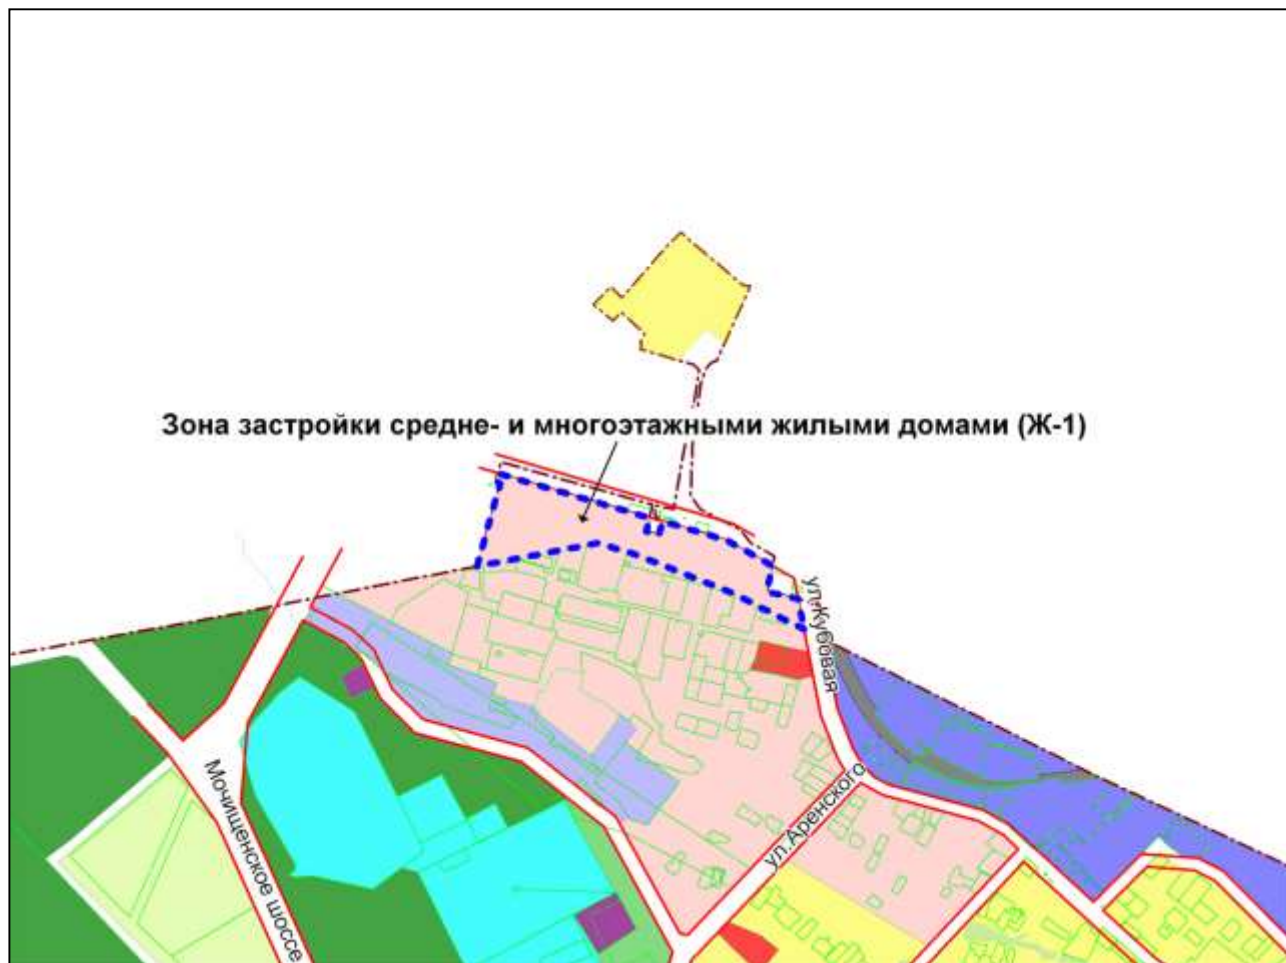 Зона застройки средне- и многоэтажными жилыми домами (Ж-1)
ул.Кубовая
ул.Аренского
Мочищенское шоссе